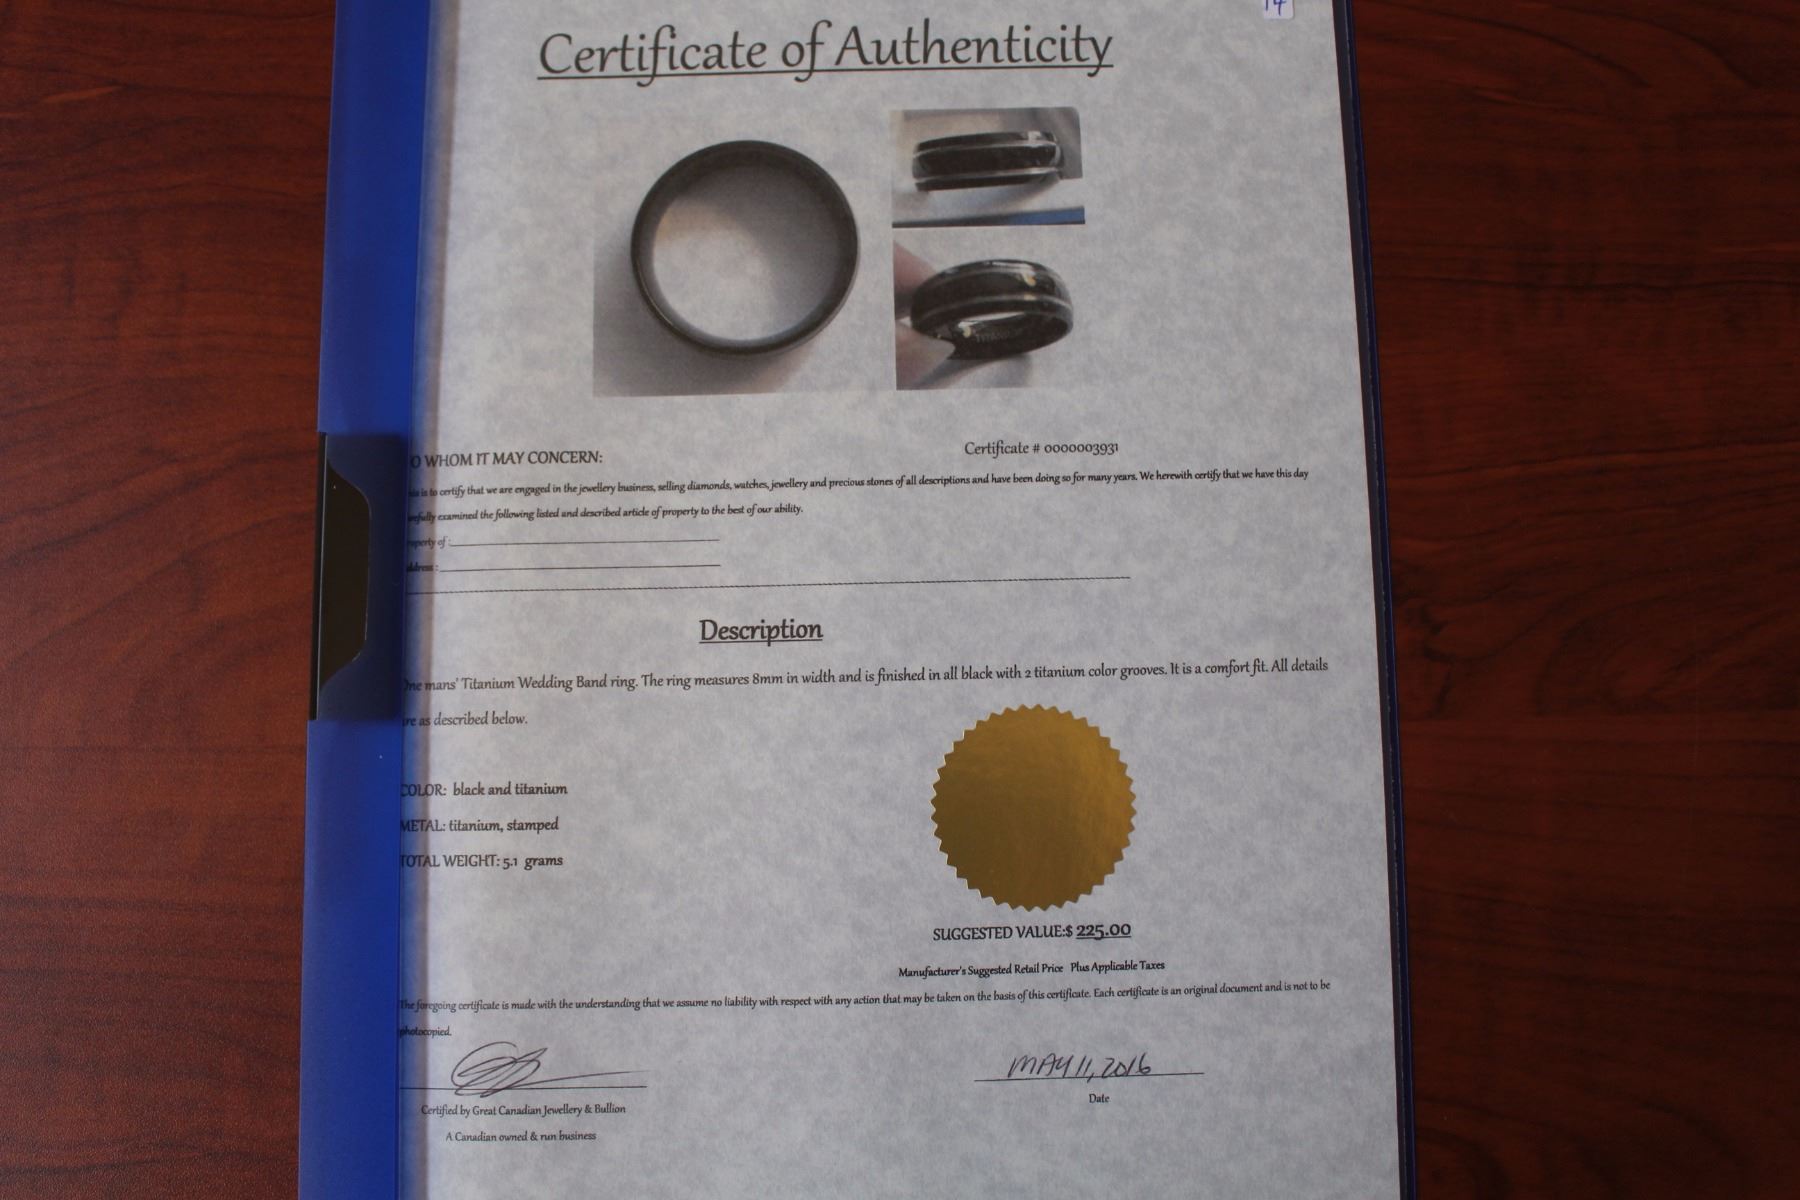 14
Certificate of Authenticity
O WHOM IT MAY CONCERN:
Certificate # 0000003931
is to certify that we are engaged in the jewellery business, selling diamonds, watches, jewellery and precious stones of all descriptions and have been doing so for many years. We herewith certify that we have this day
efully examined the following listed and described article of property to the best of our ability.
roperty of :
ddress :
Description
One mans' Titanium Wedding Band ring. The ring measures 8mm in width and is finished in all black with 2 titanium color grooves. It is a comfort fit. All details
are as described below.
COLOR: black and titanium
METAL: titanium, stamped
TOTAL WEIGHT: 5.1 grams
SUGGESTED VALUE:$ 225.00
Manufacturer's Suggested Retail Price Plus Applicable Taxes
The foregoing certificate is made with the understanding that we assume no liability with respect with any action that may be taken on the basis of this certificate. Each certificate is an original document and is not to be
photocopied.
MAY 11, 2016
Date
Certified by Great Canadian Jewellery & Bullion
A Canadian owned & run business